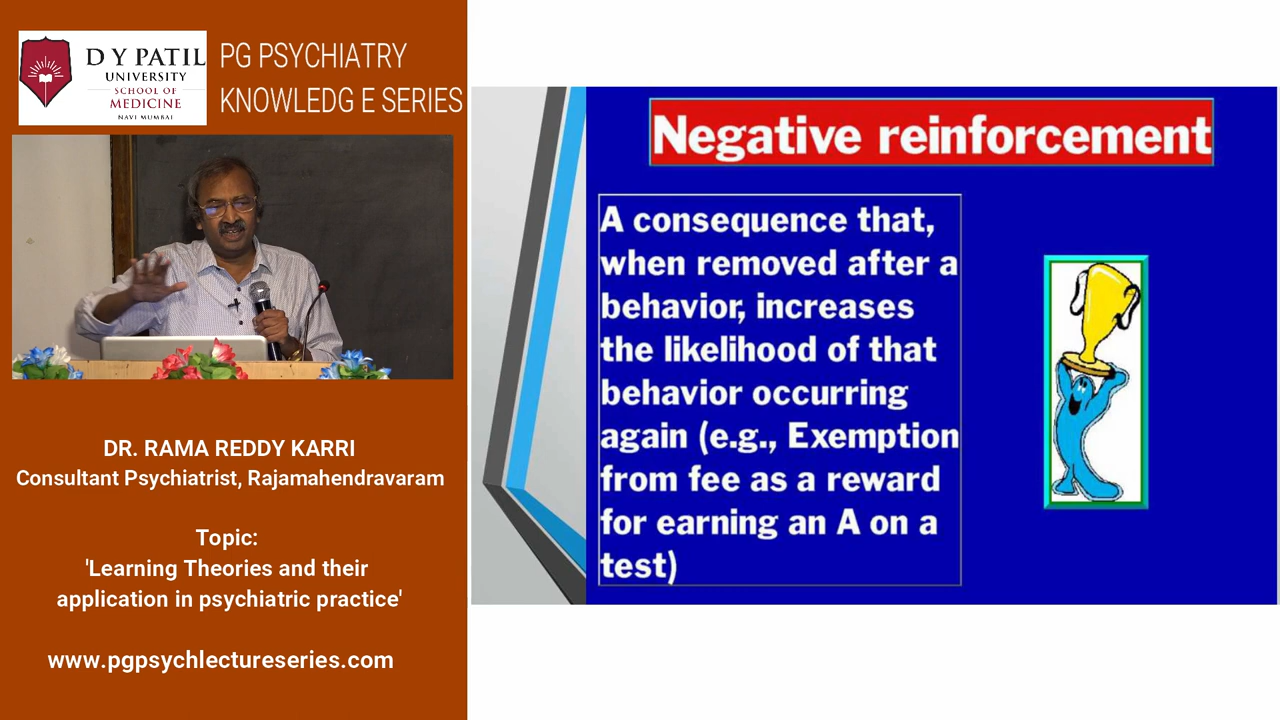 D Y PATIL
UNIVERSITY
SCHOOL OF
MEDICINE
NAVI MUMBAI
PG PSYCHIATRY
KNOWLEDG E SERIES
DR. RAMA REDDY KARRI
Consultant Psychiatrist, Rajamahendravaram
Topic:
'Learning Theories and their
application in psychiatric practice'
www.pgpsychlectureseries.com
Negative reinforcement
A consequence that,
when removed after a
behavior, increases
the likelihood of that
behavior occurring
again (e.g., Exemption
from fee as a reward
for earning an A on a
test)